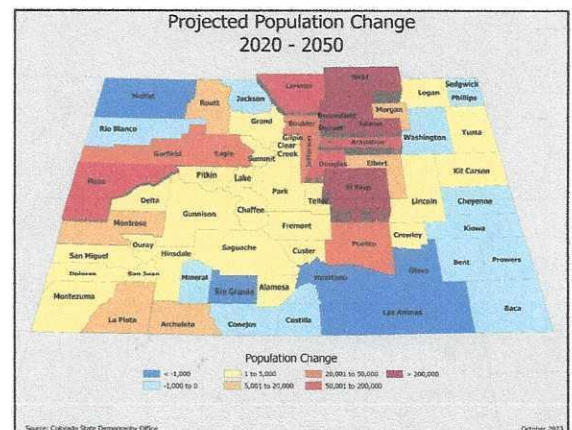 Projected Population Change
2020 - 2050
Moffat
Routt
Jackson
Larimer
Weld
Logan
Sedgwick
Phillips
Rio Blanco
Grand
Boulder
Broomfield
Morgan
Washington
Yuma
Garfield
Eagle
Summit
Gilpin
Clear
Creek
Jefferson
Denver
Adams
Arapahoe
Mesa
Pitkin
Lake
Park
Douglas
Elbert
Kit Carson
Delta
Gunnison
Chaffee
Teller
El Paso
Lincoln
Cheyenne
Montrose
Fremont
Kiowa
Ouray
San Miguel
Hinsdale
Saguache
Custer
Pueblo
Crowley
Dolores
San Juan
Mineral
Rio Grande
Alamosa
Huerfano
Otero
Bent
Prowers
Montezuma
La Plata
Archuleta
Conejos
Costilla
Las Animas
Baca
Population Change
< -1,000
1 to 5,000
20,001 to 50,000
> 200,000
-1,000 to 0
5,001 to 20,000
50,001 to 200,000
Source: Colorado State Demography Office
October 2023